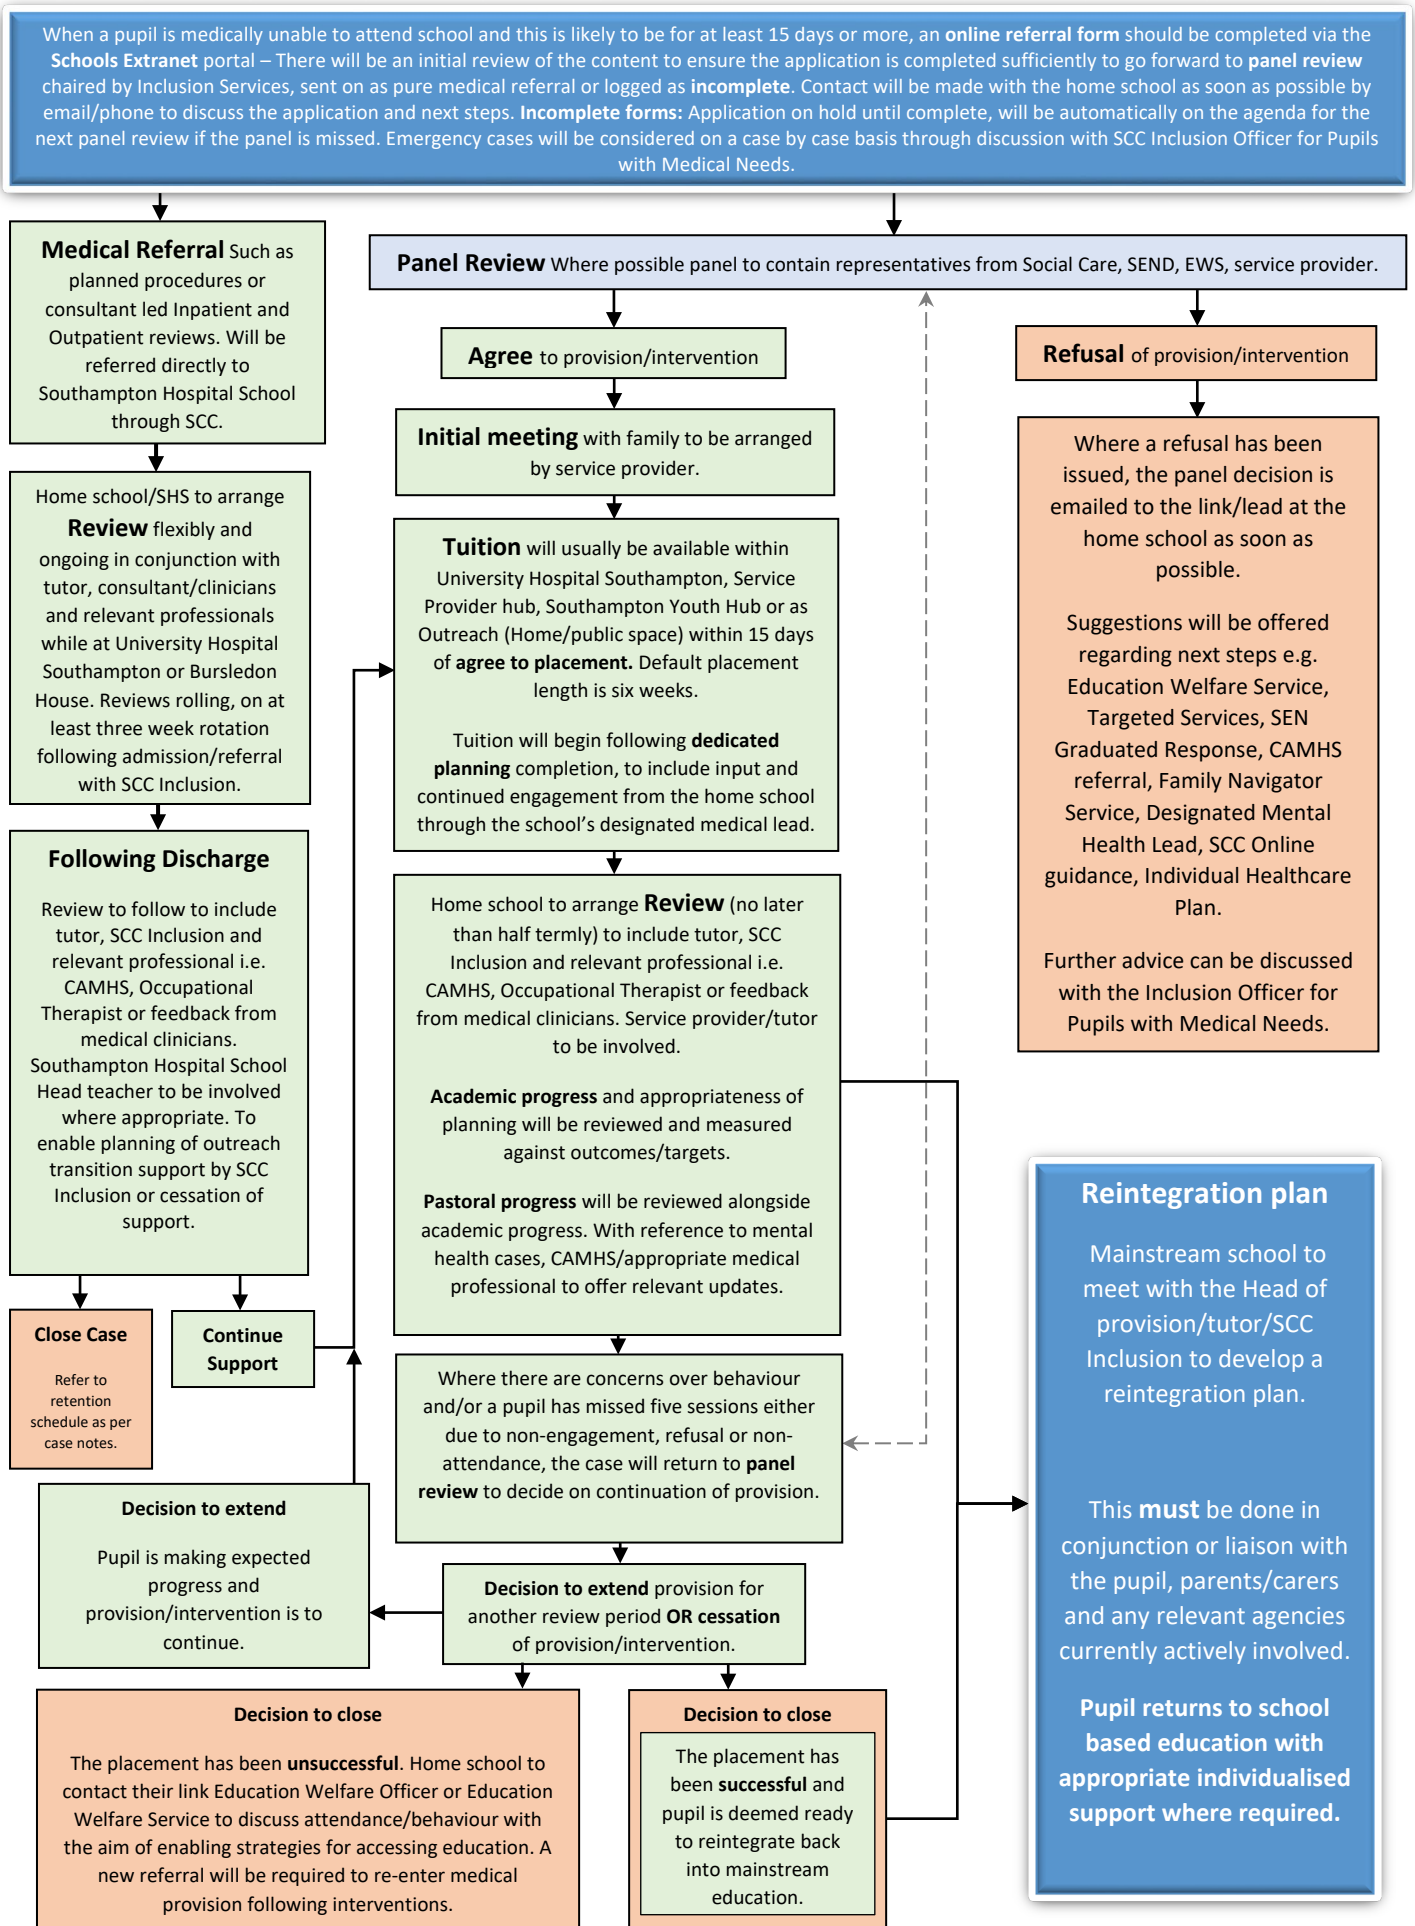 When a pupil is medically unable to attend school and this is likely to be for at least 15 days or more, an online referral form should be completed via the
Schools Extranet portal – There will be an initial review of the content to ensure the application is completed sufficiently to go forward to panel review
chaired by Inclusion Services, sent on as pure medical referral or logged as incomplete. Contact will be made with the home school as soon as possible by
email/phone to discuss the application and next steps. Incomplete forms: Application on hold until complete, will be automatically on the agenda for the
next panel review if the panel is missed. Emergency cases will be considered on a case by case basis through discussion with SCC Inclusion Officer for Pupils
with Medical Needs.
Medical Referral Such as
planned procedures or
consultant led Inpatient and
Outpatient reviews. Will be
referred directly to
Southampton Hospital School
through SCC.
Home school/SHS to arrange
Review flexibly and
ongoing in conjunction with
tutor, consultant/clinicians
and relevant professionals
while at University Hospital
Southampton or Bursledon
House. Reviews rolling, on at
least three week rotation
following admission/referral
with SCC Inclusion.
Following Discharge
Review to follow to include
tutor, SCC Inclusion and
relevant professional i.e.
CAMHS, Occupational
Therapist or feedback from
medical clinicians.
Southampton Hospital School
Head teacher to be involved
where appropriate. To
enable planning of outreach
transition support by SCC
Inclusion or cessation of
support.
Close Case
Refer to
retention
schedule as per
case notes.
Continue
Support
Panel Review Where possible panel to contain representatives from Social Care, SEND, EWS, service provider.
Agree to provision/intervention
Initial meeting with family to be arranged
by service provider.
Tuition will usually be available within
University Hospital Southampton, Service
Provider hub, Southampton Youth Hub or as
Outreach (Home/public space) within 15 days
of agree to placement. Default placement
length is six weeks.
Tuition will begin following dedicated
planning completion, to include input and
continued engagement from the home school
through the school’s designated medical lead.
Home school to arrange Review (no later
than half termly) to include tutor, SCC
Inclusion and relevant professional i.e.
CAMHS, Occupational Therapist or feedback
from medical clinicians. Service provider/tutor
to be involved.
Academic progress and appropriateness of
planning will be reviewed and measured
against outcomes/targets.
Pastoral progress will be reviewed alongside
academic progress. With reference to mental
health cases, CAMHS/appropriate medical
professional to offer relevant updates.
Where there are concerns over behaviour
and/or a pupil has missed five sessions either
due to non-engagement, refusal or non-
attendance, the case will return to panel
review to decide on continuation of provision.
Decision to extend provision for
another review period OR cessation
of provision/intervention.
Decision to extend
Pupil is making expected
progress and
provision/intervention is to
continue.
Decision to close
The placement has been unsuccessful. Home school to
contact their link Education Welfare Officer or Education
Welfare Service to discuss attendance/behaviour with
the aim of enabling strategies for accessing education. A
new referral will be required to re-enter medical
provision following interventions.
Decision to close
The placement has
been successful and
pupil is deemed ready
to reintegrate back
into mainstream
education.
Refusal of provision/intervention
Where a refusal has been
issued, the panel decision is
emailed to the link/lead at the
home school as soon as
possible.
Suggestions will be offered
regarding next steps e.g.
Education Welfare Service,
Targeted Services, SEN
Graduated Response, CAMHS
referral, Family Navigator
Service, Designated Mental
Health Lead, SCC Online
guidance, Individual Healthcare
Plan.
Further advice can be discussed
with the Inclusion Officer for
Pupils with Medical Needs.
Reintegration plan
Mainstream school to
meet with the Head of
provision/tutor/SCC
Inclusion to develop a
reintegration plan.
This must be done in
conjunction or liaison with
the pupil, parents/carers
and any relevant agencies
currently actively involved.
Pupil returns to school
based education with
appropriate individualised
support where required.